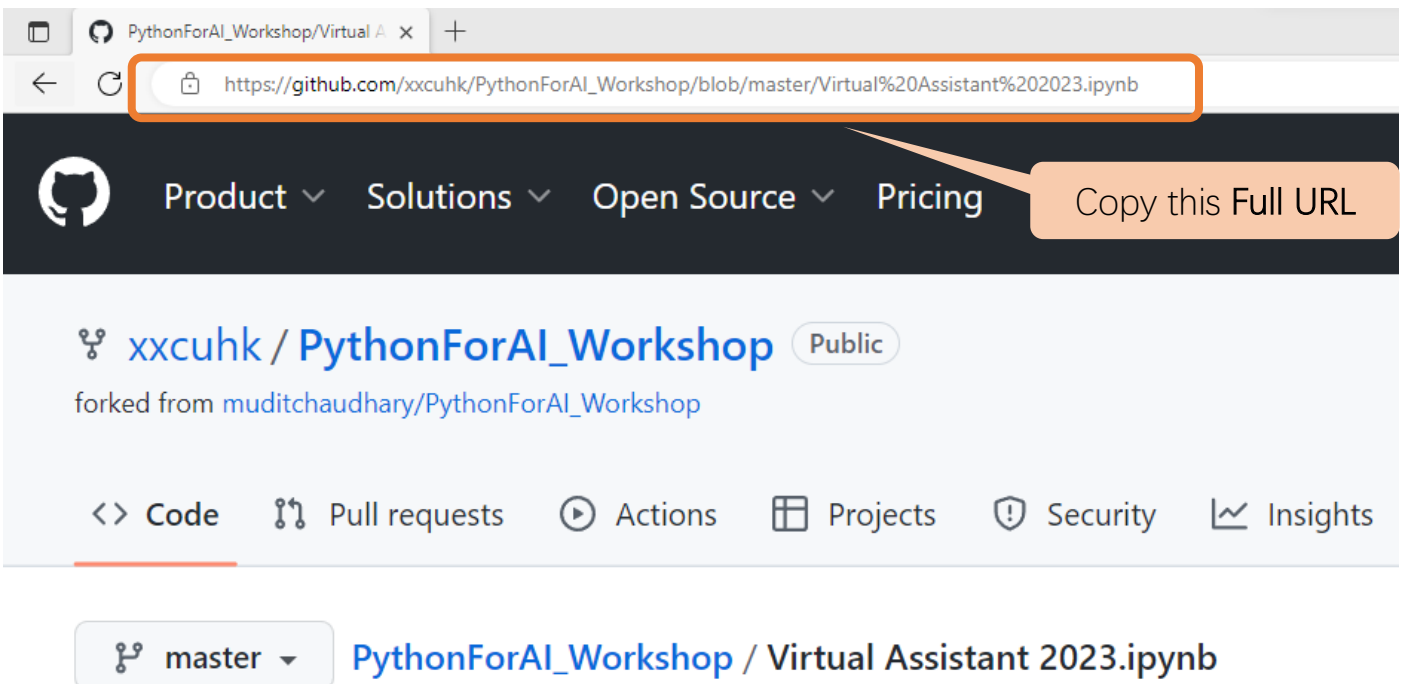 PythonForAI_Workshop/Virtual A
https://github.com/xxcuhk/PythonForAI_Workshop/blob/master/Virtual%20Assistant%202023.ipynb
Product Solutions Open Source Pricing
Copy this Full URL
xxcuhk / PythonForAI_Workshop Public
forked from muditchaudhary/PythonForAI_Workshop
<> Code Pull requests Actions Projects Security Insights
master PythonForAI_Workshop / Virtual Assistant 2023.ipynb